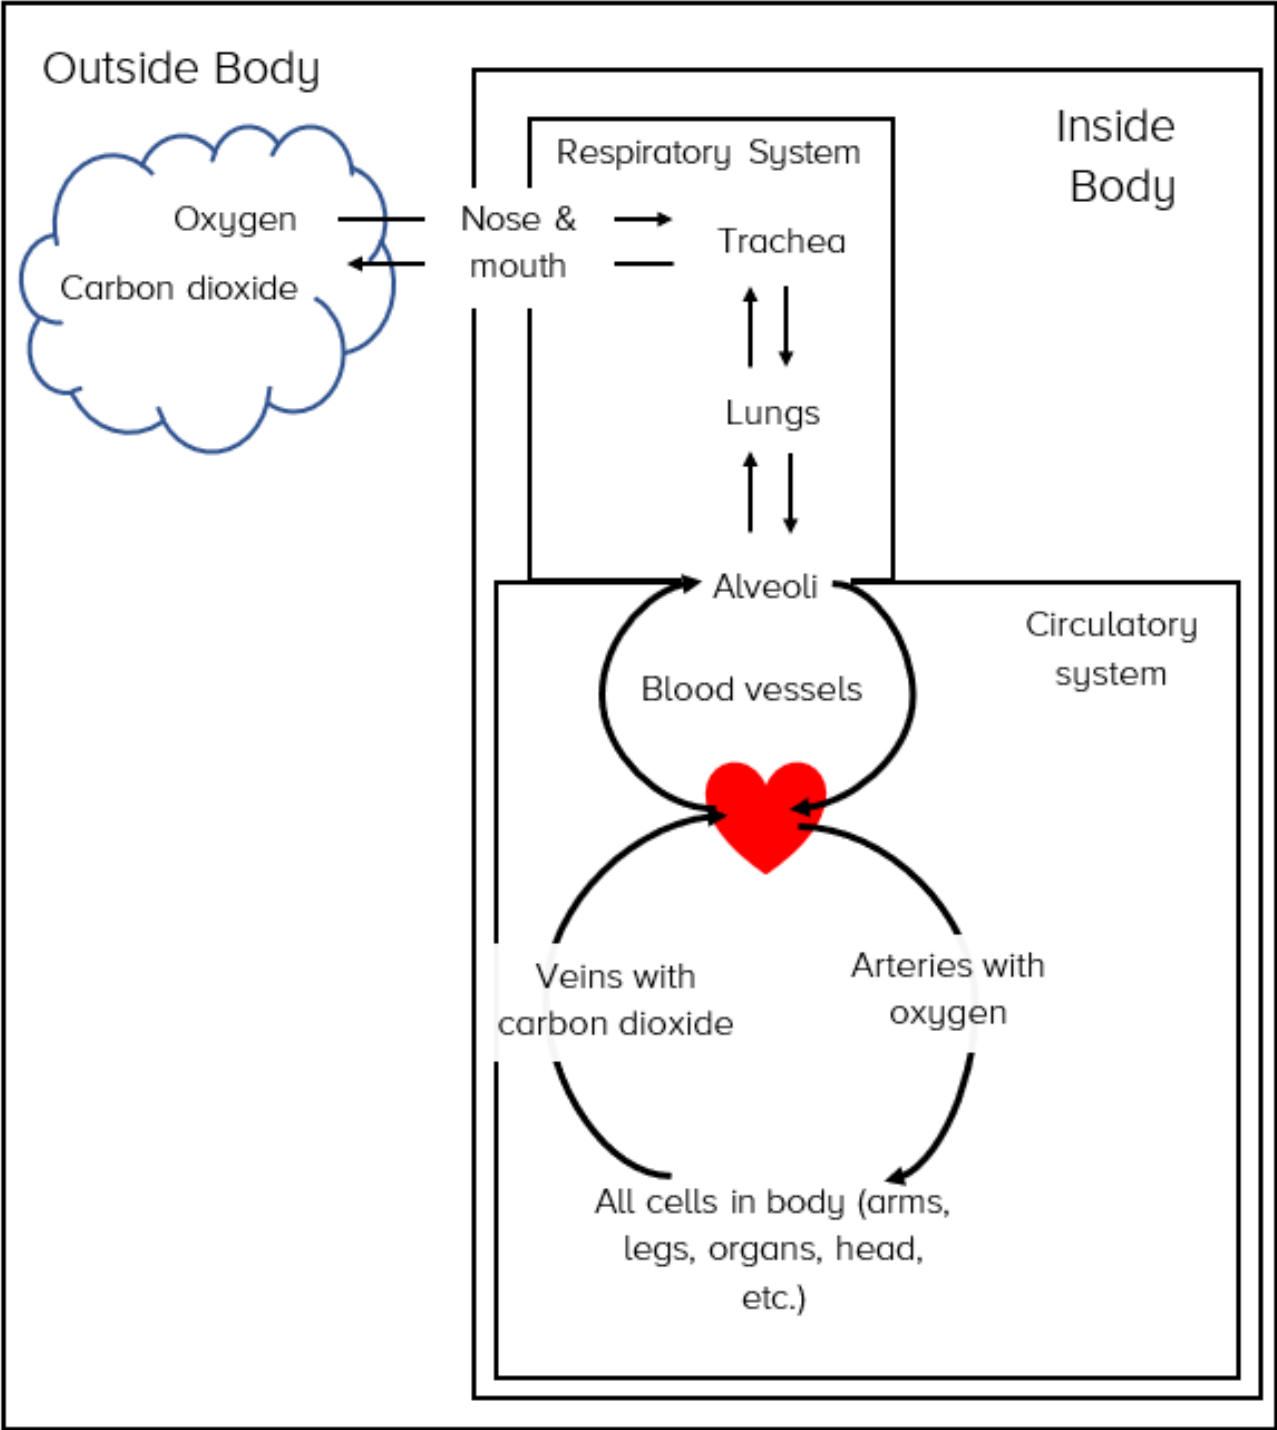 Outside Body
Oxygen
Carbon dioxide
Nose &
mouth
Inside
Body
Respiratory System
Trachea
Lungs
Alveoli
Circulatory
system
Blood vessels
Veins with
carbon dioxide
Arteries with
oxygen
All cells in body (arms,
legs, organs, head,
etc.)